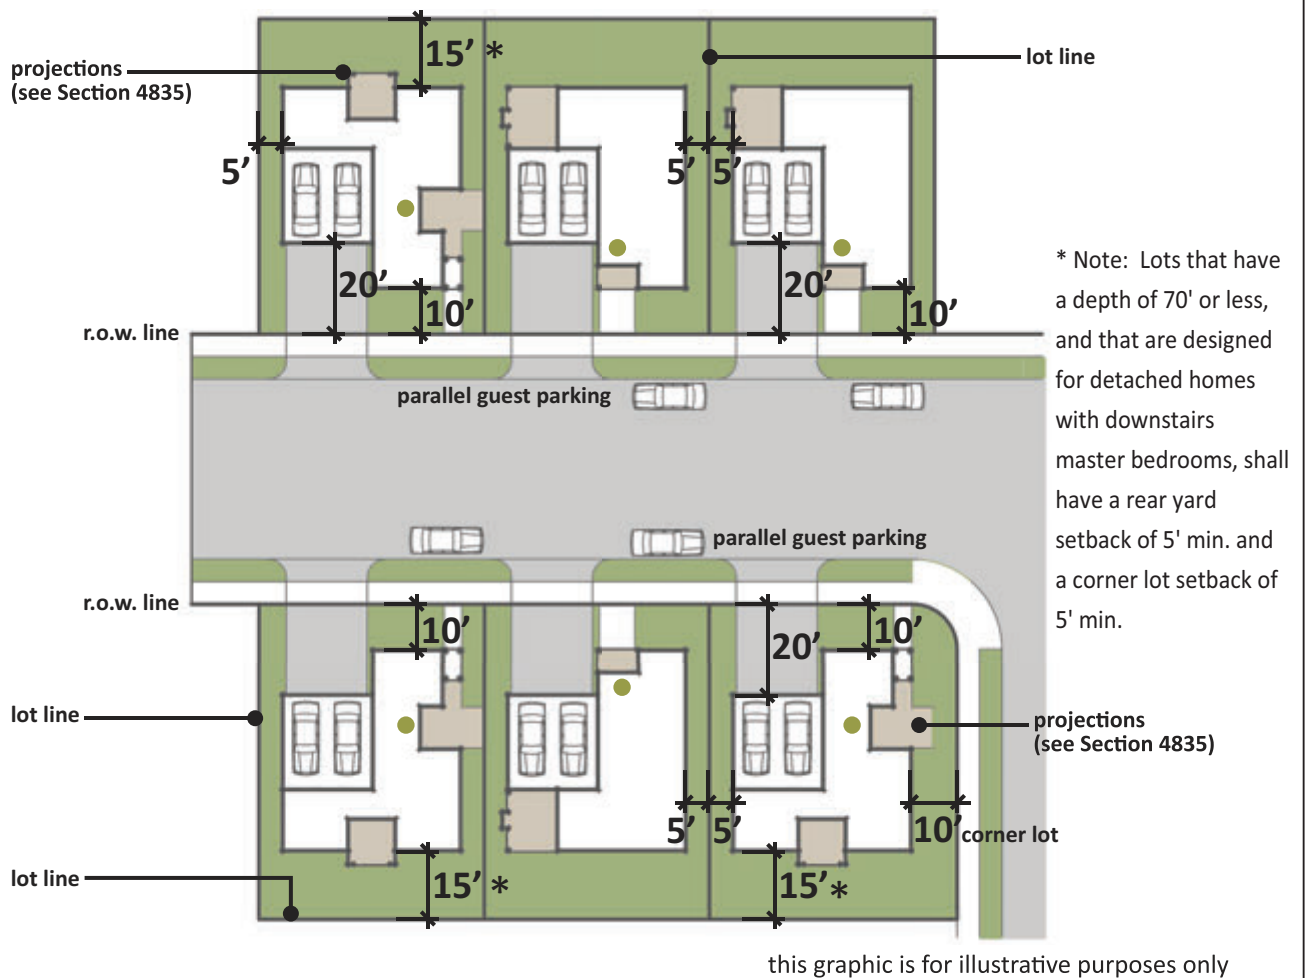 15' *
projections
(see Section 4835)
lot line
5'
5'
5'
20'
10'
20'
10'
r.o.w. line
parallel guest parking
* Note: Lots that have
a depth of 70' or less,
and that are designed
for detached homes
with downstairs
master bedrooms, shall
have a rear yard
setback of 5' min. and
a corner lot setback of
5' min.
parallel guest parking
r.o.w. line
10'
20'
10'
lot line
projections
(see Section 4835)
5'
5'
10'
corner lot
lot line
15' *
15' *
this graphic is for illustrative purposes only